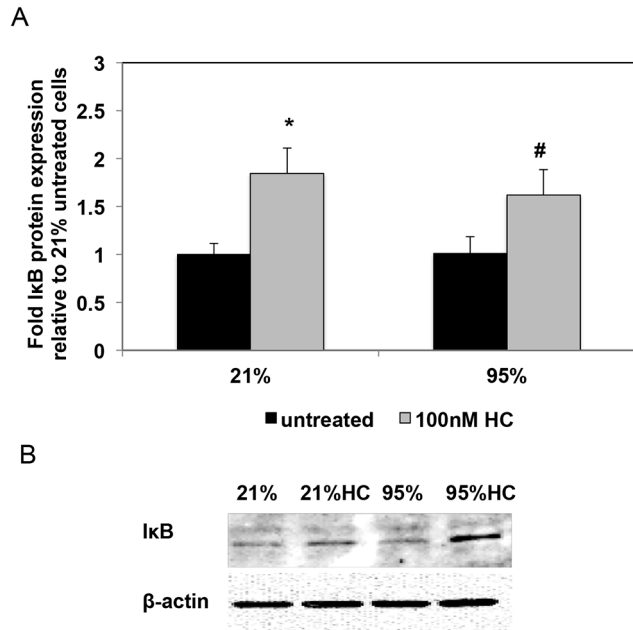 A
Fold IκB protein expression
relative to 21% untreated cells
3
2.5
2
1.5
1
0.5
0
*
#
21%
95%
untreated
100nM HC
B
21% 21%HC 95% 95%HC
IκB
β-actin